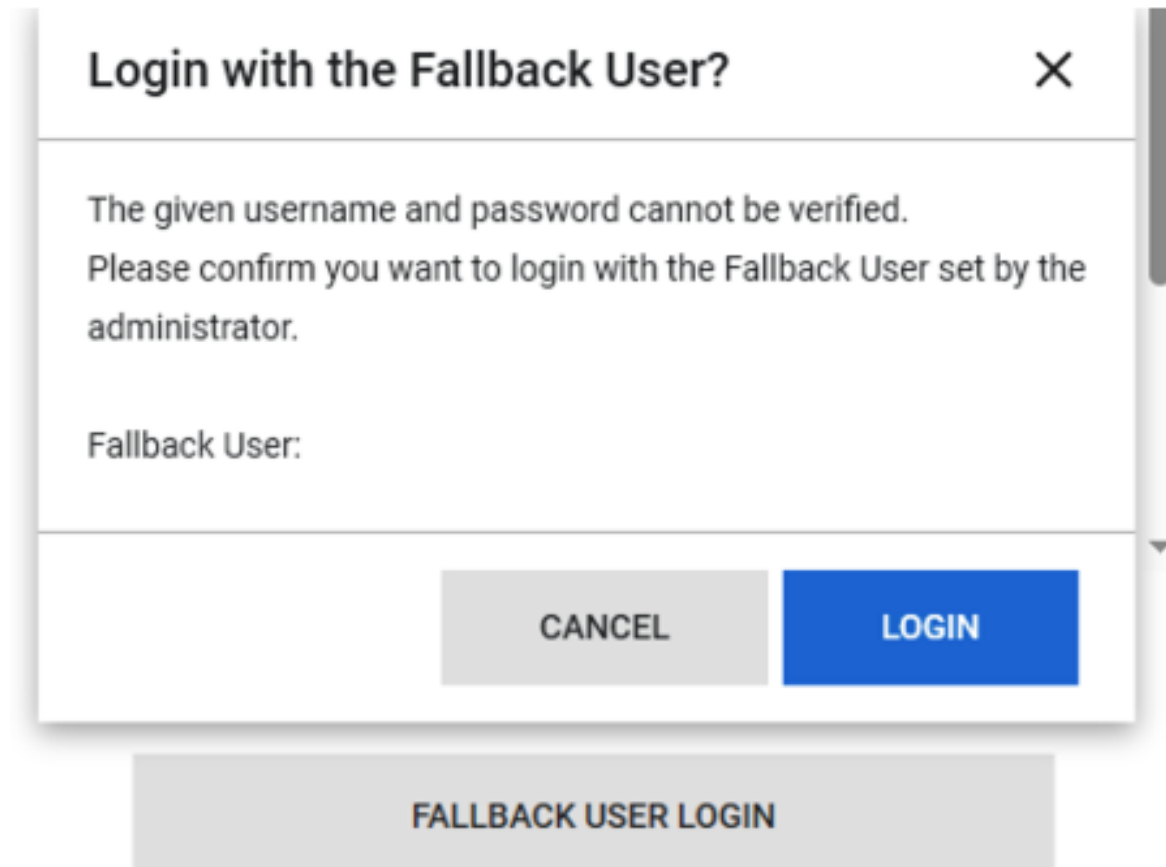 Login with the Fallback User?
The given username and password cannot be verified.
Please confirm you want to login with the Fallback User set by the
administrator.
Fallback User:
CANCEL LOGIN
FALLBACK USER LOGIN